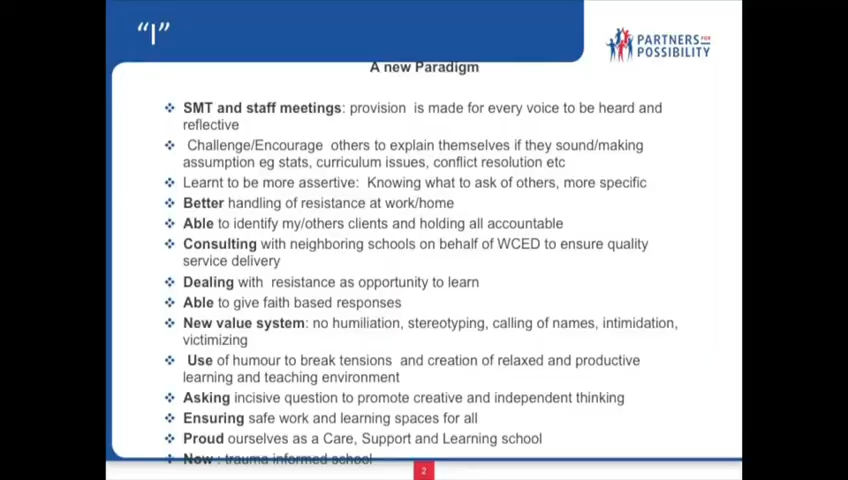 “I”
PARTNERS FOR
POSSIBILITY
A new Paradigm
❖ SMT and staff meetings: provision is made for every voice to be heard and
reflective
❖ Challenge/Encourage others to explain themselves if they sound/making
assumption eg stats, curriculum issues, conflict resolution etc
❖ Learnt to be more assertive: Knowing what to ask of others, more specific
❖ Better handling of resistance at work/home
❖ Able to identify my/others clients and holding all accountable
❖ Consulting with neighboring schools on behalf of WCED to ensure quality
service delivery
❖ Dealing with resistance as opportunity to learn
❖ Able to give faith based responses
❖ New value system: no humiliation, stereotyping, calling of names, intimidation,
victimizing
❖ Use of humour to break tensions and creation of relaxed and productive
learning and teaching environment
❖ Asking incisive question to promote creative and independent thinking
❖ Ensuring safe work and learning spaces for all
❖ Proud ourselves as a Care, Support and Learning school
❖ Now : trauma informed school
2